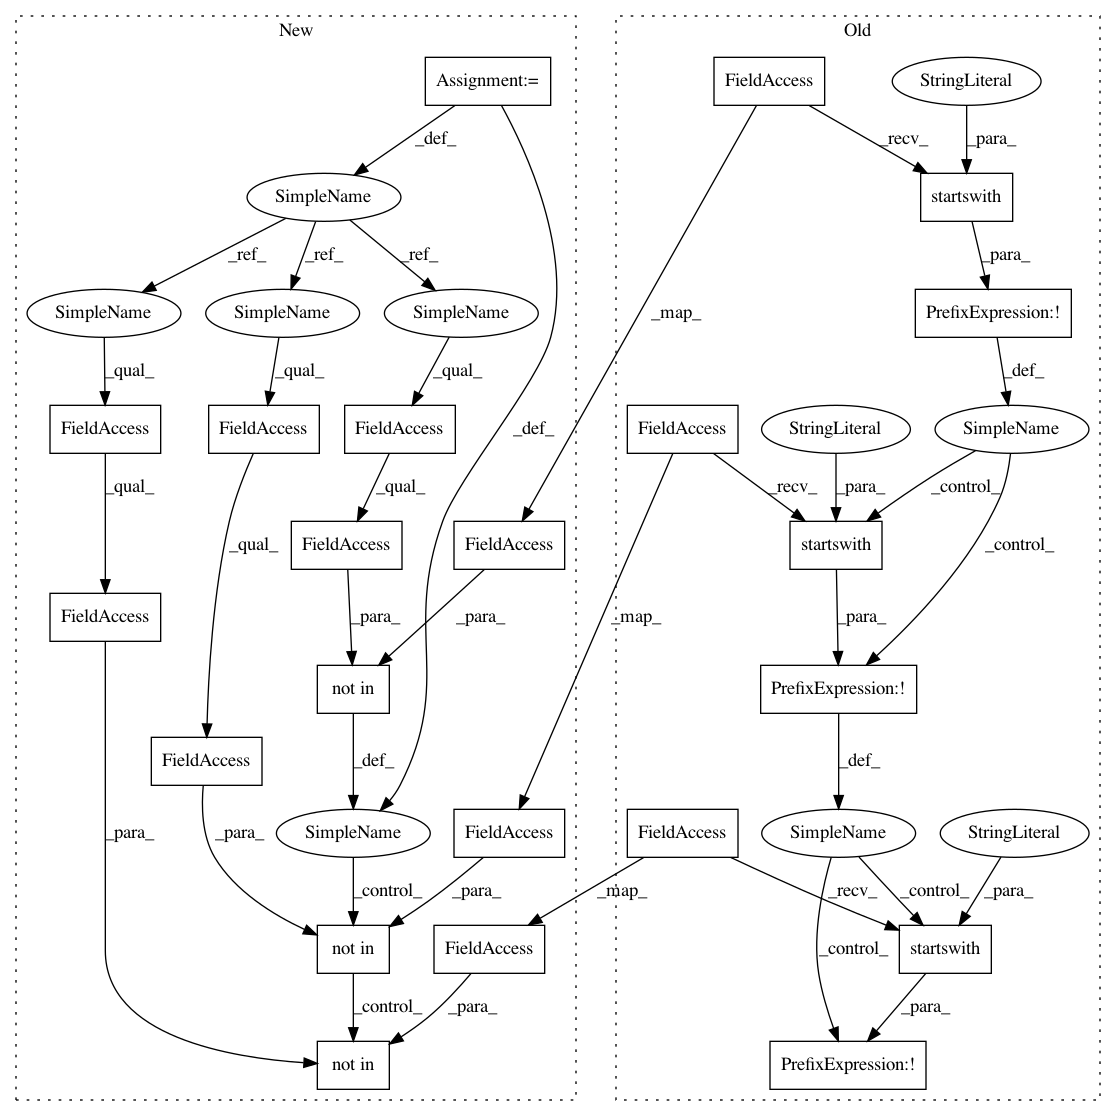 New
Old
Assignment:=
FieldAccess
StringLiteral
_def_
_recv_
_para_
SimpleName
startswith
_ref_
_ref_
_ref_
_para_
SimpleName
SimpleName
SimpleName
_map_
PrefixExpression:!
_qual_
_qual_
_qual_
_def_
FieldAccess
FieldAccess
FieldAccess
_def_
FieldAccess
StringLiteral
SimpleName
_qual_
_qual_
_recv_
_para_
_control_
_qual_
FieldAccess
FieldAccess
startswith
_control_
FieldAccess
_para_
_para_
_map_
_para_
not in
PrefixExpression:!
FieldAccess
_def_
_def_
_para_
_para_
SimpleName
FieldAccess
FieldAccess
SimpleName
StringLiteral
_control_
_para_
_map_
_recv_
_control_
_para_
not in
FieldAccess
_control_
startswith
_control_
_para_
_para_
not in
PrefixExpression:!